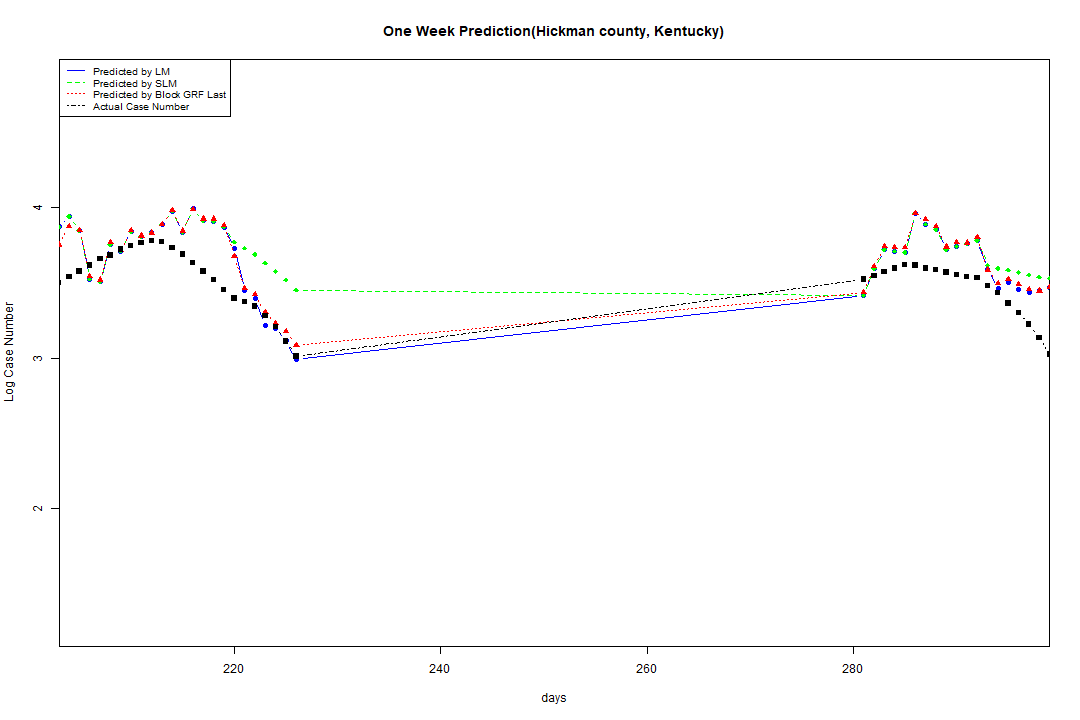 One Week Prediction(Hickman county, Kentucky)
Predicted by LM
Predicted by SLM
Predicted by Block GRF Last
Actual Case Number
4
3
2
Log Case Number
220
240
260
280
days